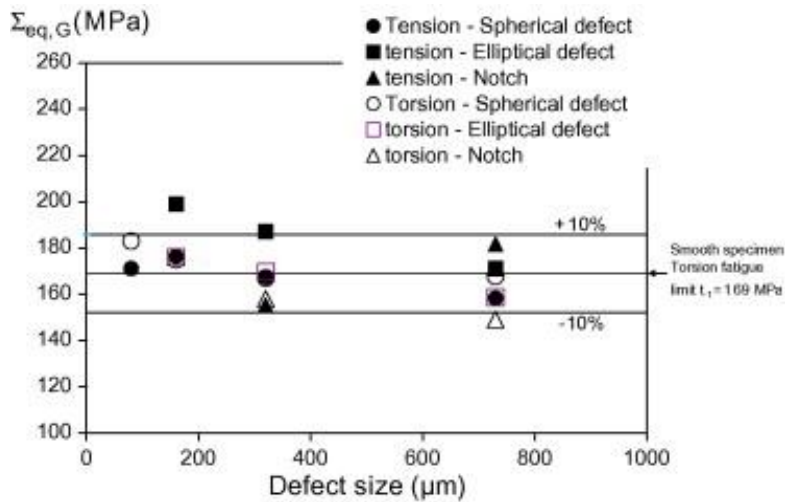 Σeq,G(MPa)
Tension - Spherical defect
tension - Elliptical defect
tension - Notch
Torsion - Spherical defect
torsion - Elliptical defect
torsion - Notch
260
240
220
200
180
160
140
120
100
+10%
-10%
Smooth specimen
Torsion fatigue
limit t-1 = 169 MPa
0
200
400
600
800
1000
Defect size (µm)